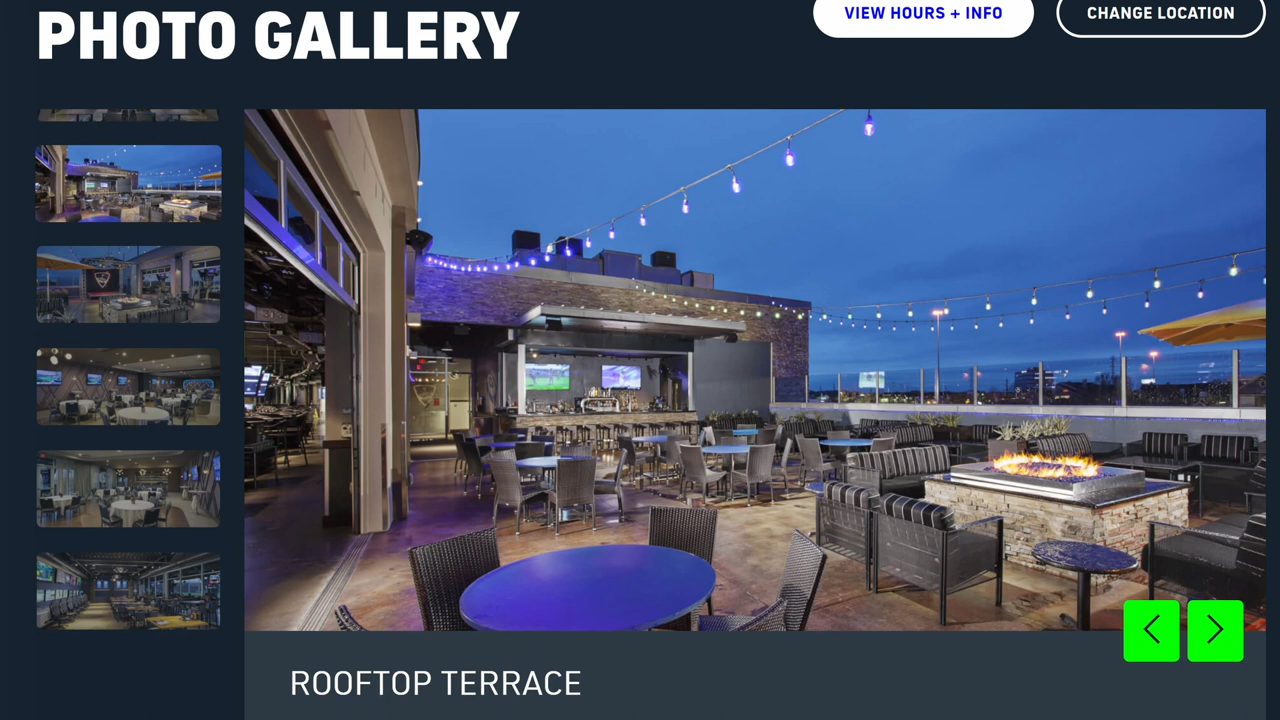 PHOTO GALLERY
VIEW HOURS + INFO
CHANGE LOCATION
ROOFTOP TERRACE